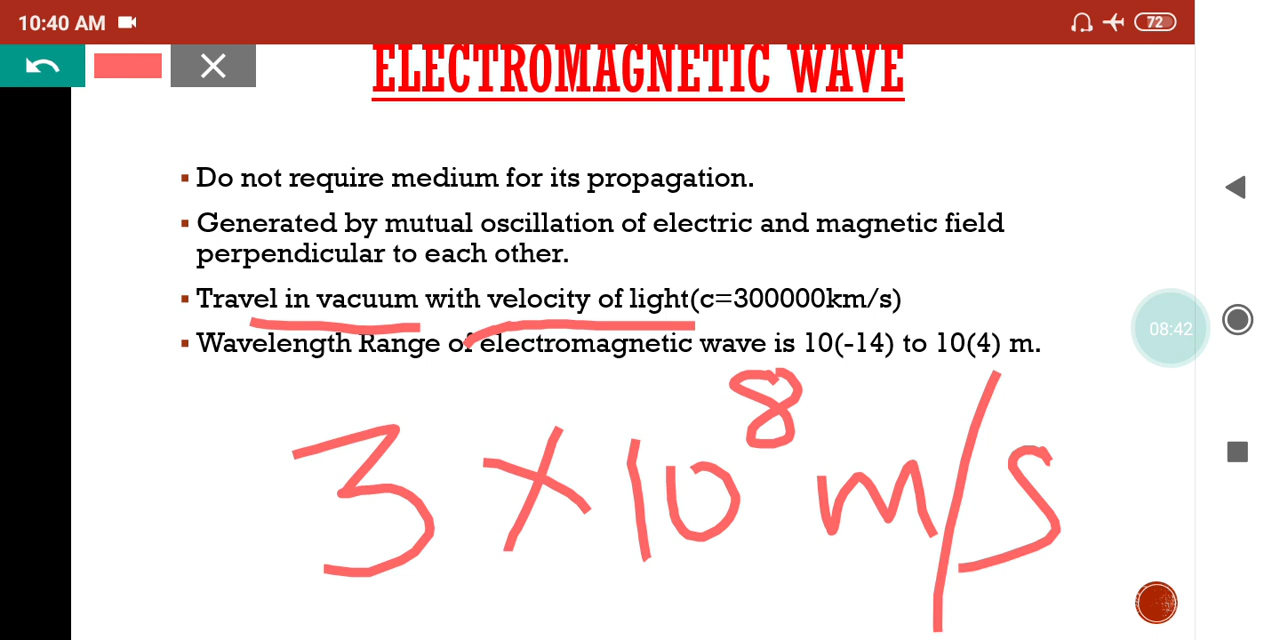 10:40 AM
72
ELECTROMAGNETIC WAVE
▪ Do not require medium for its propagation.
▪ Generated by mutual oscillation of electric and magnetic field
perpendicular to each other.
▪ Travel in vacuum with velocity of light(c=300000km/s)
08:42
▪ Wavelength Range of electromagnetic wave is 10(-14) to 10(4) m.
3 × 10⁸ m/s